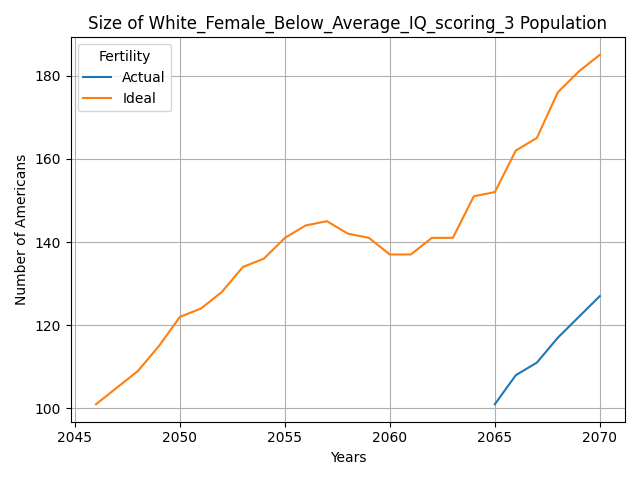 Size of White_Female_Below_Average_IQ_scoring_3 Population
Fertility
Actual
Ideal
Number of Americans
180
160
140
120
100
2045
2050
2055
2060
2065
2070
Years